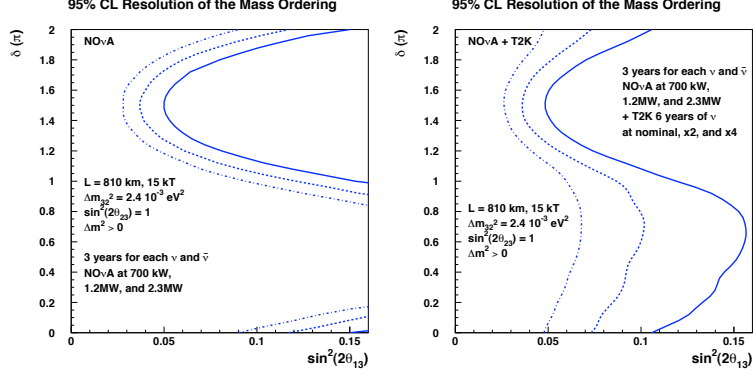 95% CL Resolution of the Mass Ordering
δ (π)
2
1.8
1.6
1.4
1.2
1
0.8
0.6
0.4
0.2
0
NOνA
L = 810 km, 15 kT
Δm₃₂² = 2.4 10⁻³ eV²
sin²(2θ₂₃) = 1
Δm² > 0
3 years for each ν and ν̄
NOνA at 700 kW,
1.2MW, and 2.3MW
0 0.05 0.1 0.15
sin²(2θ₁₃)
95% CL Resolution of the Mass Ordering
δ (π)
2
1.8
1.6
1.4
1.2
1
0.8
0.6
0.4
0.2
0
NOνA + T2K
3 years for each ν and ν̄
NOνA at 700 kW,
1.2MW, and 2.3MW
+ T2K 6 years of ν
at nominal, x2, and x4
L = 810 km, 15 kT
Δm₃₂² = 2.4 10⁻³ eV²
sin²(2θ₂₃) = 1
Δm² > 0
0 0.05 0.1 0.15
sin²(2θ₁₃)